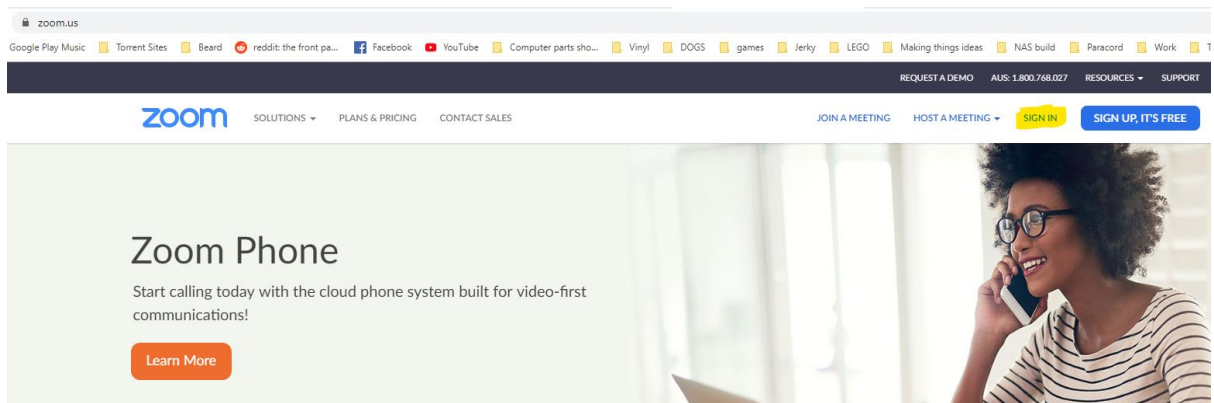 zoom.us
Google Play Music Torrent Sites Beard reddit: the front pa... Facebook YouTube Computer parts sho... Vinyl DOGS games Jerky LEGO Making things ideas NAS build Paracord Work T
REQUEST A DEMO AUS: 1.800.768.027 RESOURCES SUPPORT
zoom SOLUTIONS PLANS & PRICING CONTACT SALES JOIN A MEETING HOST A MEETING SIGN IN SIGN UP, IT'S FREE
Zoom Phone
Start calling today with the cloud phone system built for video-first
communications!
Learn More